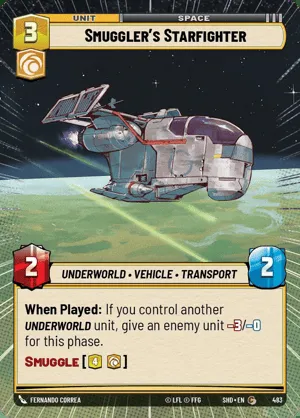 3
UNIT SPACE
SMUGGLER'S STARFIGHTER
2
2
UNDERWORLD • VEHICLE • TRANSPORT
When Played: If you control another
UNDERWORLD unit, give an enemy unit -3/-0
for this phase.
SMUGGLE [4]
FERNANDO CORREA © LFL © FFG SHD • EN C 483